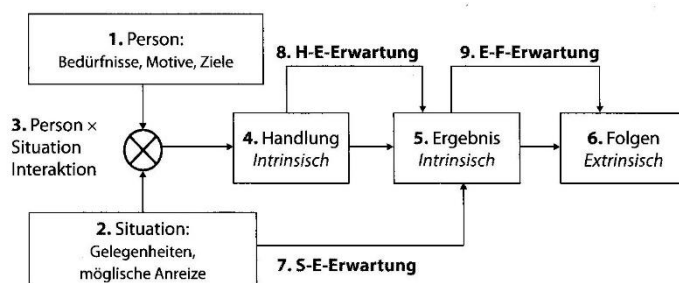 1. Person:
Bedürfnisse, Motive, Ziele
8. H-E-Erwartung
9. E-F-Erwartung
3. Person ×
Situation
Interaktion
4. Handlung
Intrinsisch
5. Ergebnis
Intrinsisch
6. Folgen
Extrinsisch
2. Situation:
Gelegenheiten,
möglische Anreize
7. S-E-Erwartung